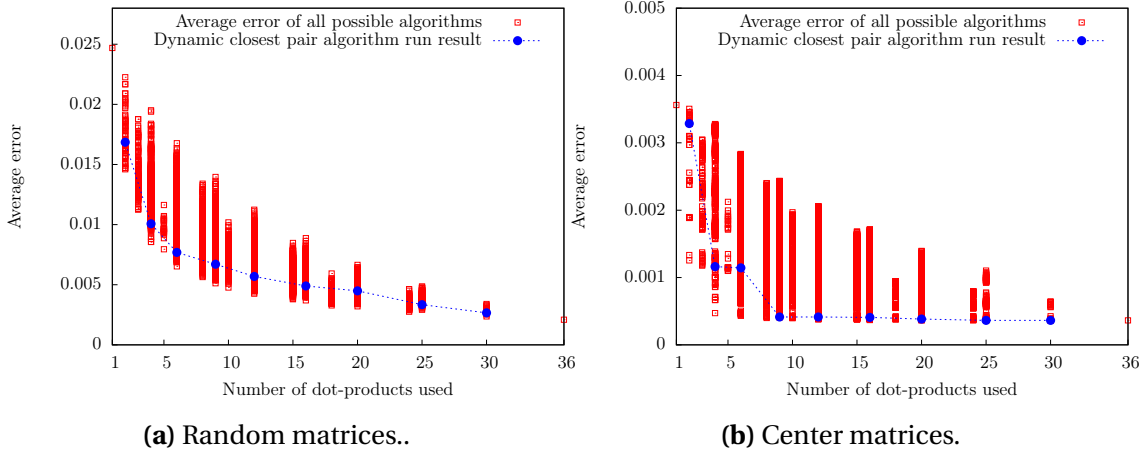 Average error of all possible algorithms
Dynamic closest pair algorithm run result
0.025
0.02
0.015
0.01
0.005
0
Average error
1 5 10 15 20 25 30 36
Number of dot-products used
(a) Random matrices..
Average error of all possible algorithms
Dynamic closest pair algorithm run result
0.005
0.004
0.003
0.002
0.001
0
Average error
1 5 10 15 20 25 30 36
Number of dot-products used
(b) Center matrices.